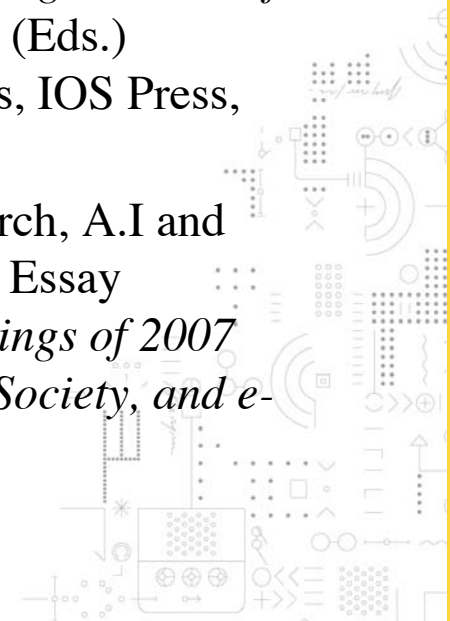 (Eds.)
s, IOS Press,
rch, A.I and
Essay
ings of 2007
Society, and e-